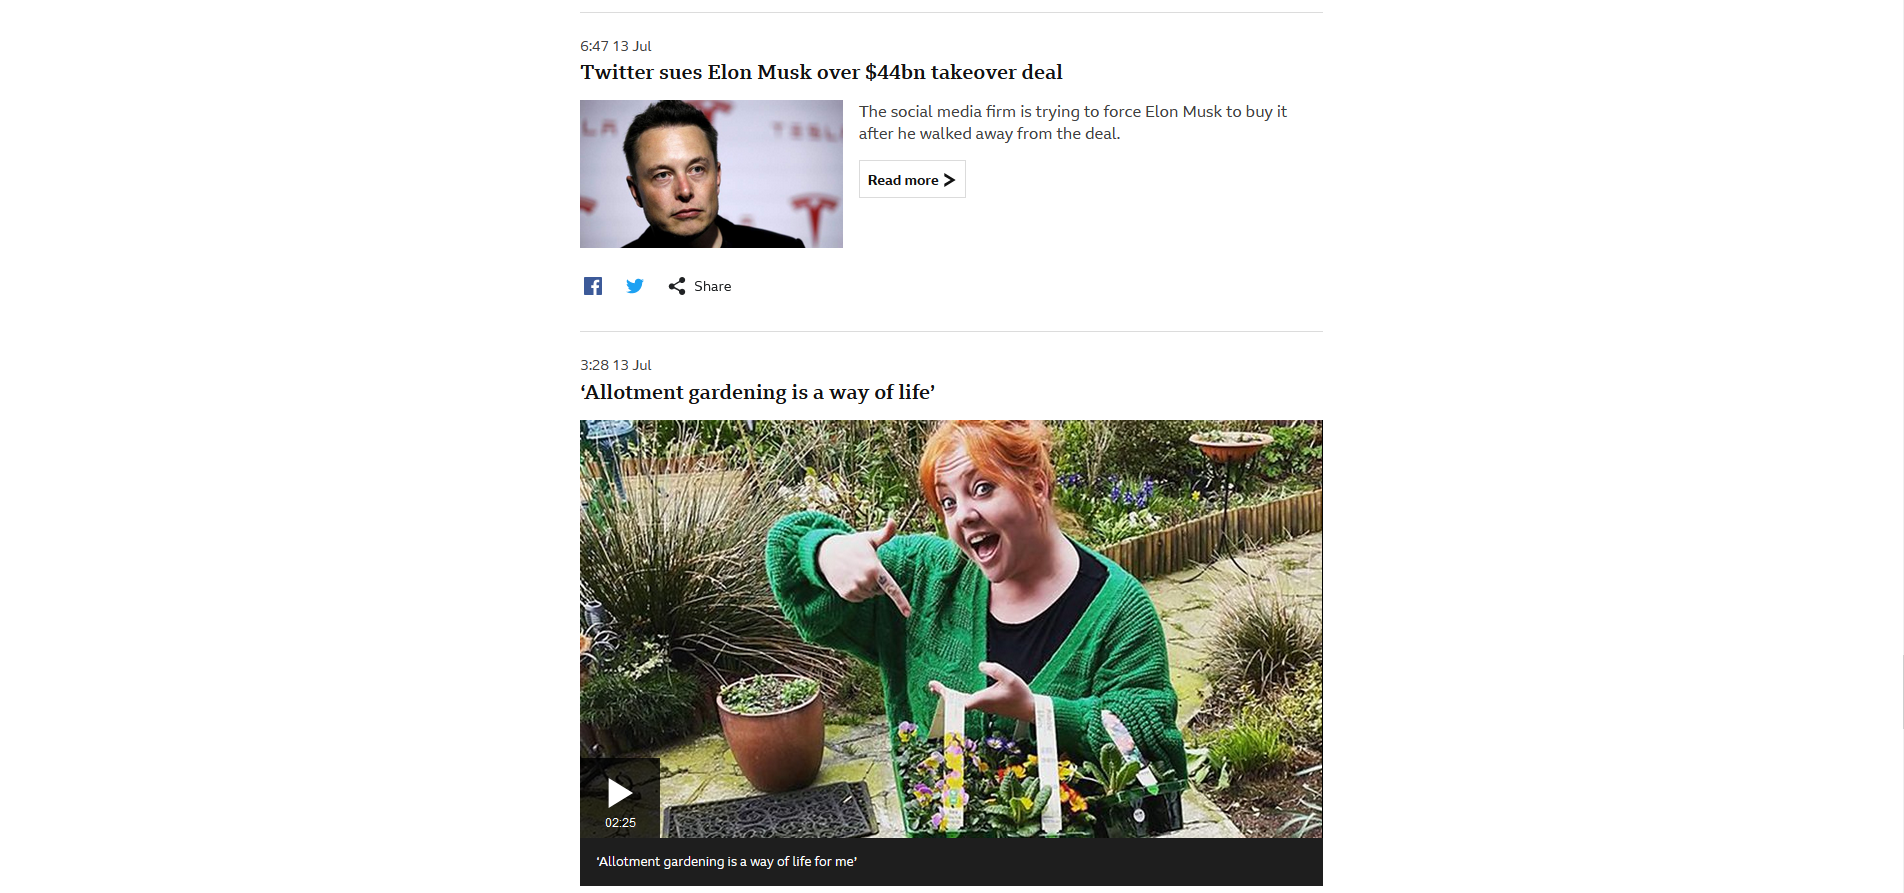 6:47 13 Jul
Twitter sues Elon Musk over $44bn takeover deal
The social media firm is trying to force Elon Musk to buy it
after he walked away from the deal.
Read more
Share
3:28 13 Jul
‘Allotment gardening is a way of life’
02:25
‘Allotment gardening is a way of life for me’